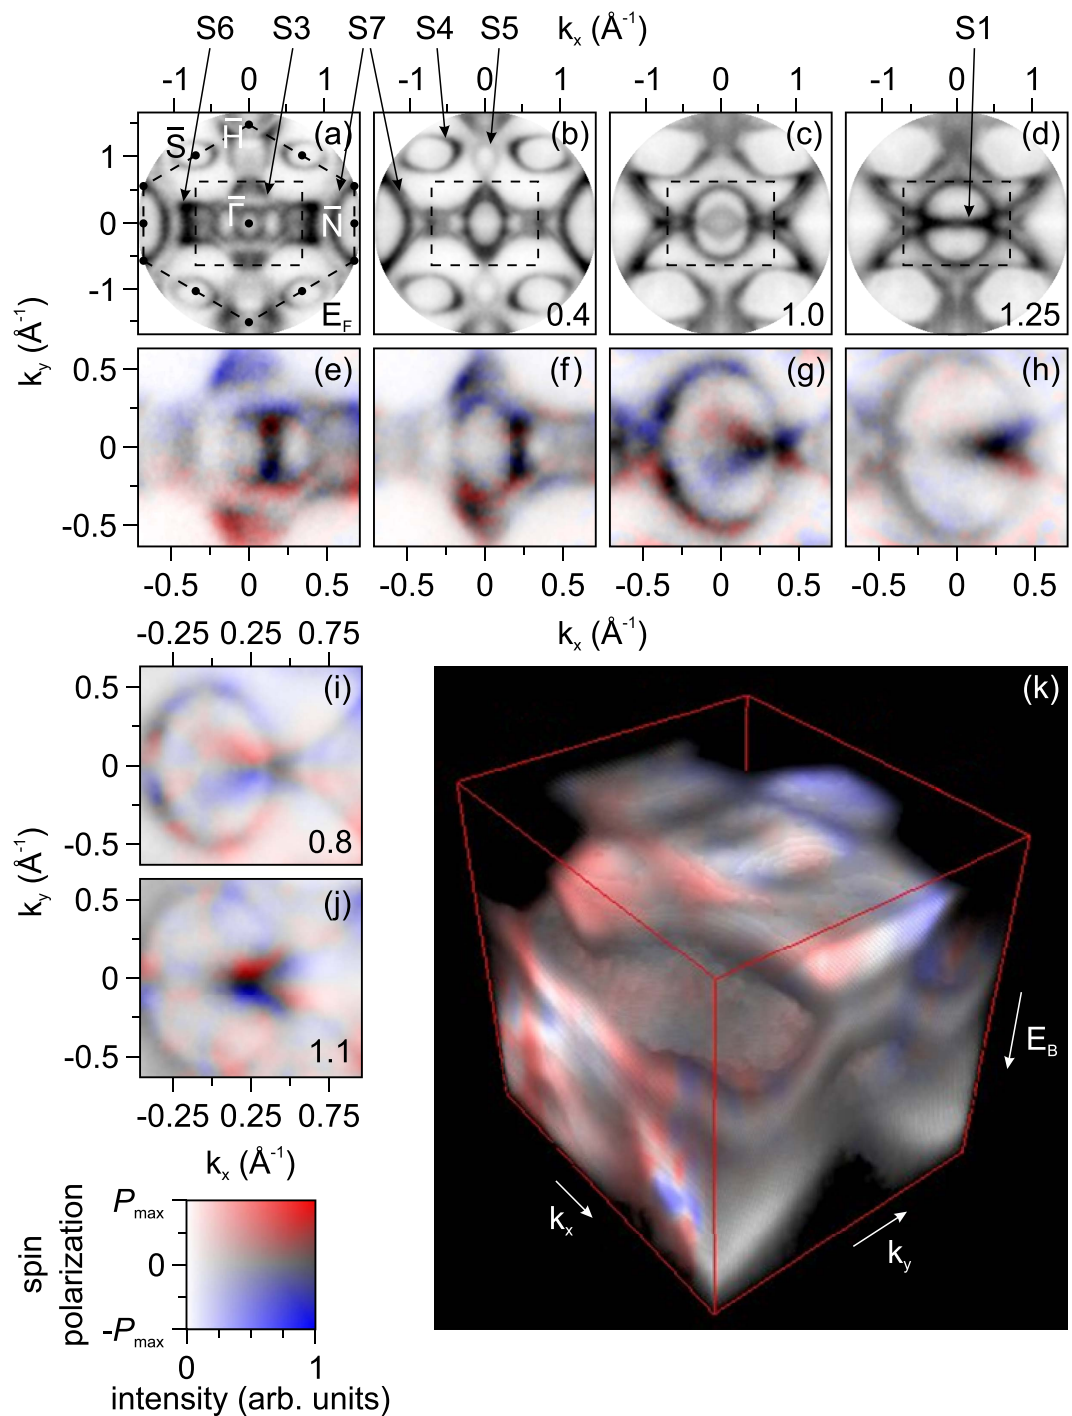 S6 S3 S7 S4 S5 kx (Å-1) S1
-1 0 1 -1 0 1 -1 0 1 -1 0 1
(a) (b) (c) (d)
S̄ H̄ Γ̄ N̄
1
0
-1
EF 0.4 1.0 1.25
ky (Å-1)
(e) (f) (g) (h)
0.5
0
-0.5
-0.5 0 0.5 -0.5 0 0.5 -0.5 0 0.5 -0.5 0 0.5
kx (Å-1)
-0.25 0.25 0.75
(i)
0.5
0
-0.5
0.8
ky (Å-1)
(j)
0.5
0
-0.5
1.1
-0.25 0.25 0.75
kx (Å-1)
(k)
EB
kx
ky
spin polarization
Pmax
0
-Pmax
0 1
intensity (arb. units)